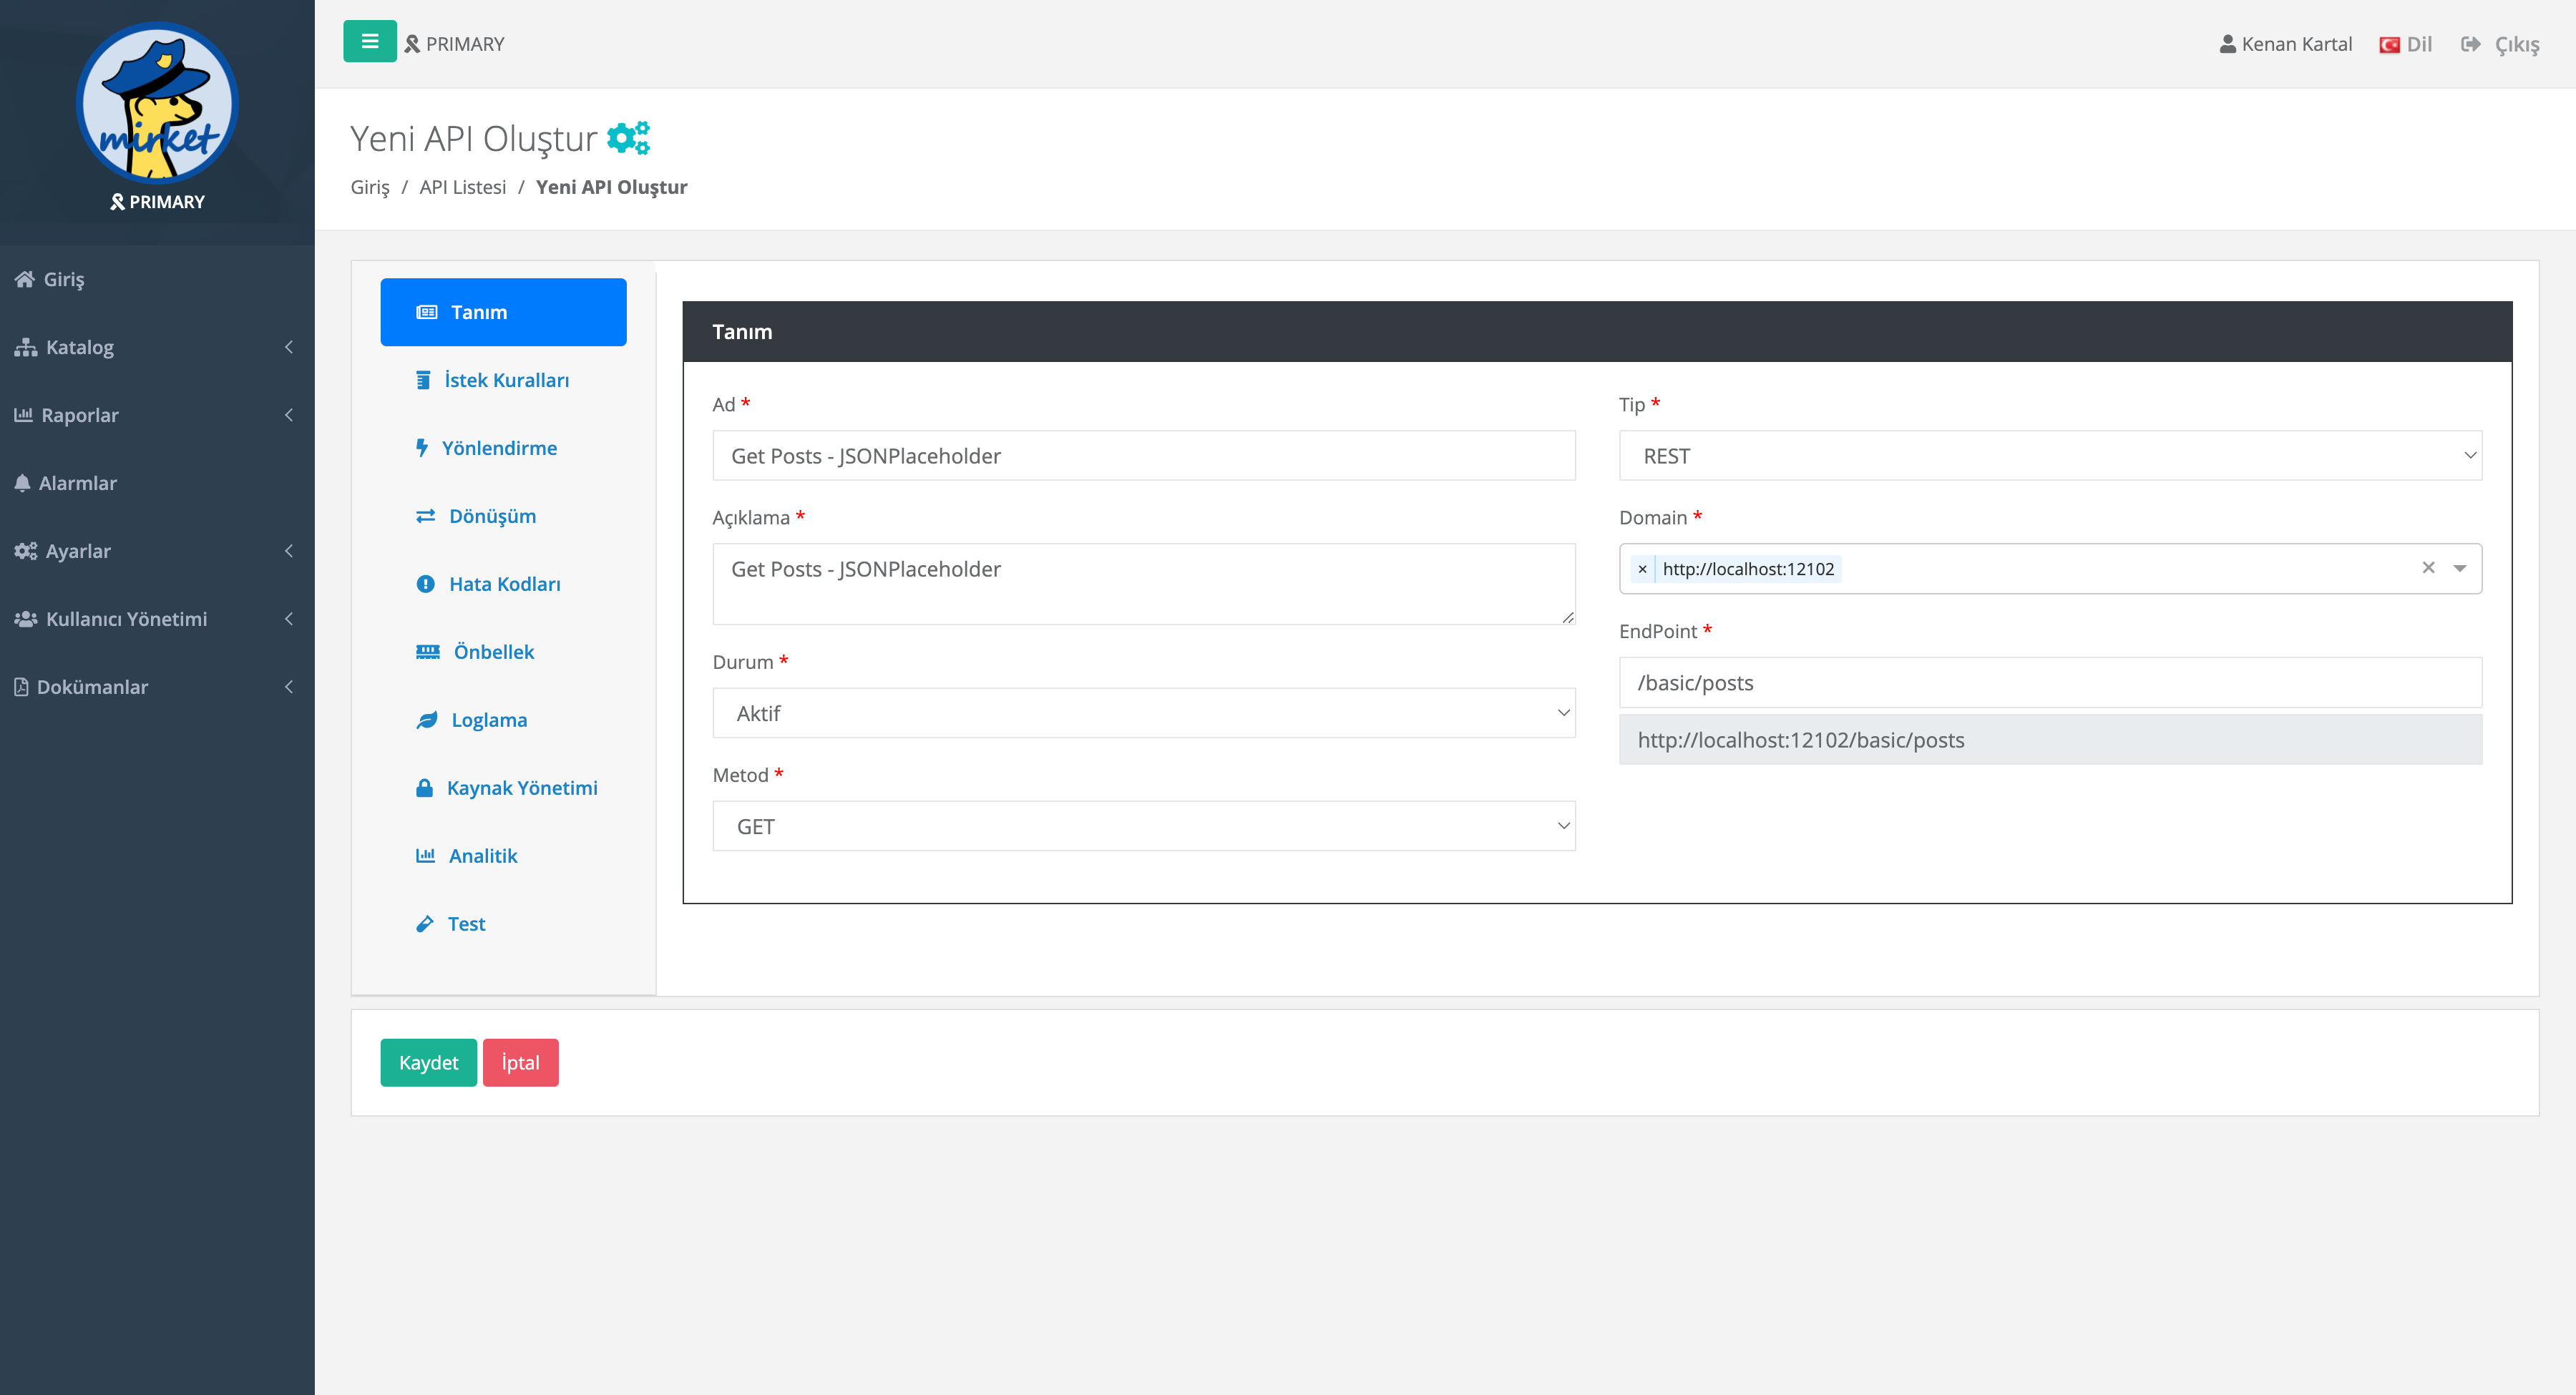 mirket
PRIMARY
Giriş
Katalog
Raporlar
Alarmlar
Ayarlar
Kullanıcı Yönetimi
Dokümanlar
PRIMARY
Kenan Kartal
Dil
Çıkış
Yeni API Oluştur
Giriş / API Listesi / Yeni API Oluştur
Tanım
İstek Kuralları
Yönlendirme
Dönüşüm
Hata Kodları
Önbellek
Loglama
Kaynak Yönetimi
Analitik
Test
Tanım
Ad *
Get Posts - JSONPlaceholder
Açıklama *
Get Posts - JSONPlaceholder
Durum *
Aktif
Metod *
GET
Tip *
REST
Domain *
× http://localhost:12102
EndPoint *
/basic/posts
http://localhost:12102/basic/posts
Kaydet
İptal